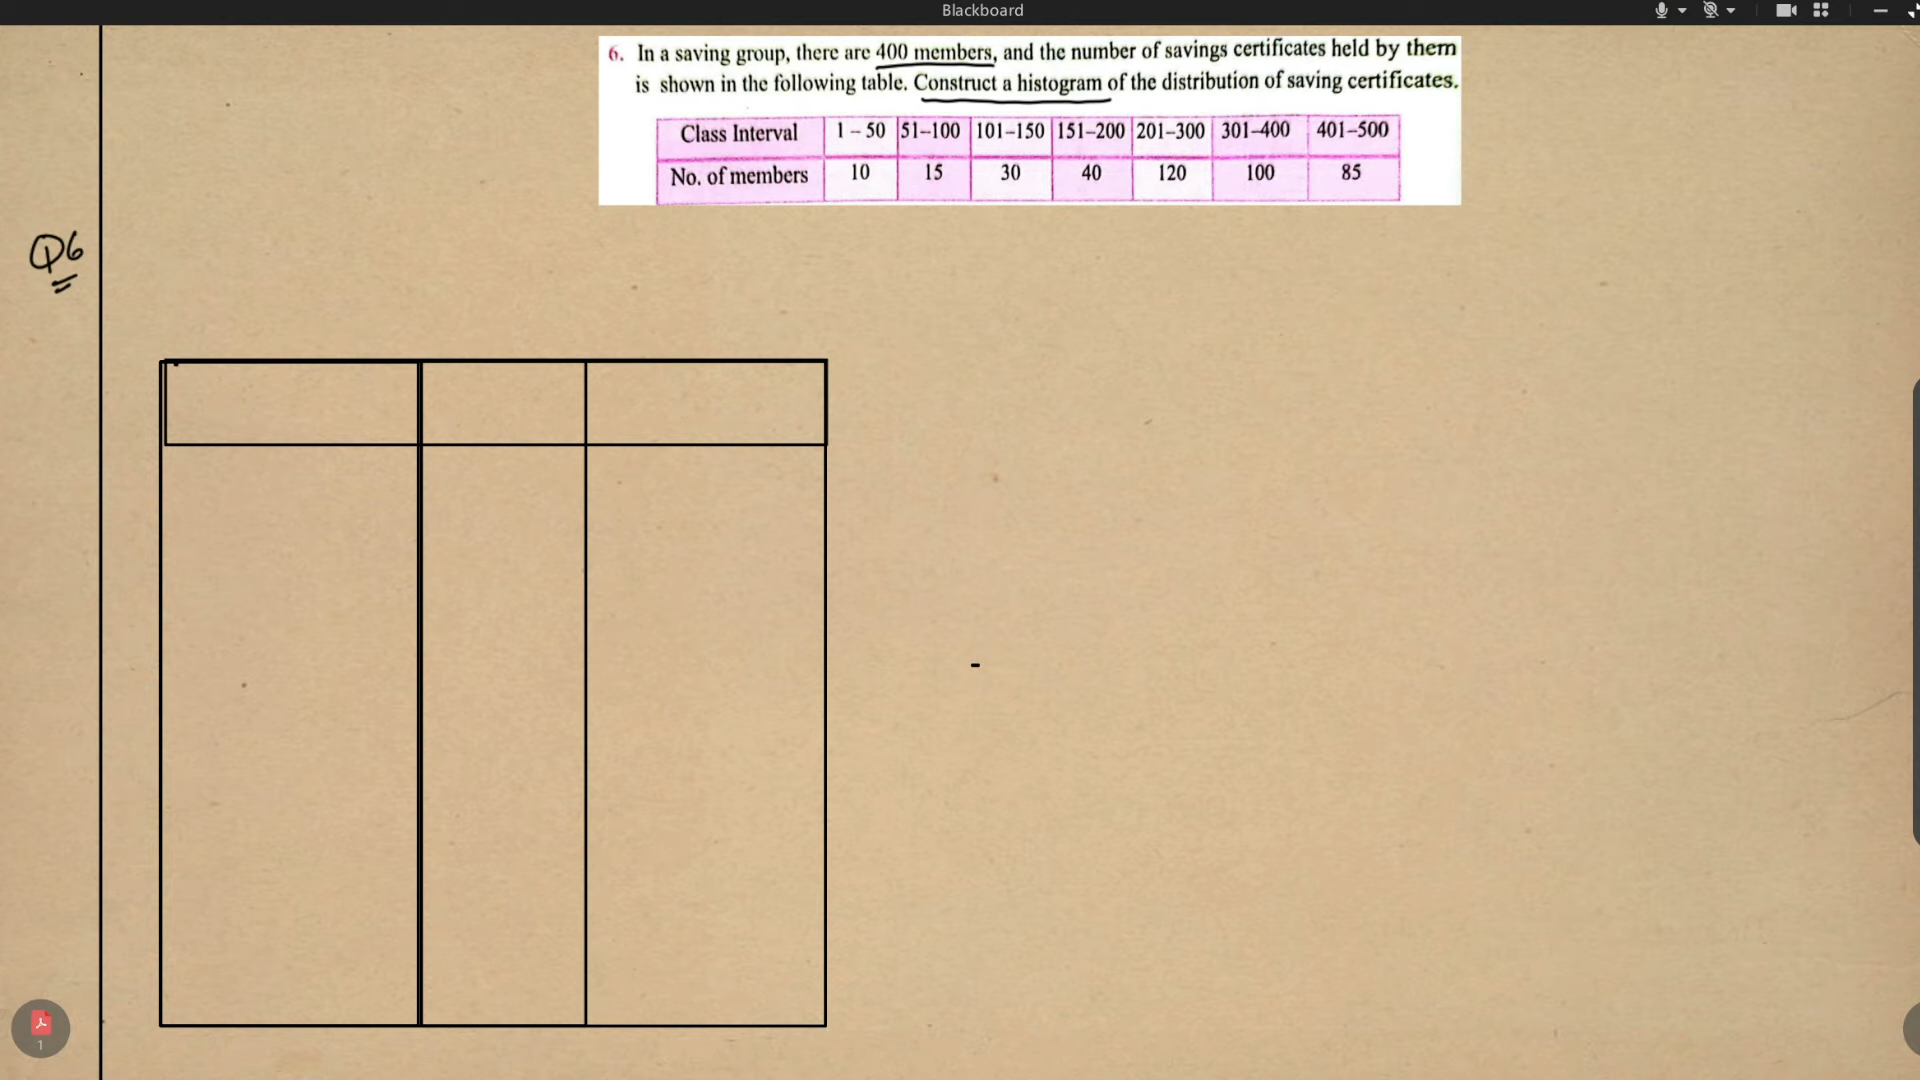 Blackboard
6. In a saving group, there are 400 members, and the number of savings certificates held by them
is shown in the following table. Construct a histogram of the distribution of saving certificates.
Class Interval 1 – 50 51–100 101–150 151–200 201–300 301–400 401–500
No. of members 10 15 30 40 120 100 85
Q6
1